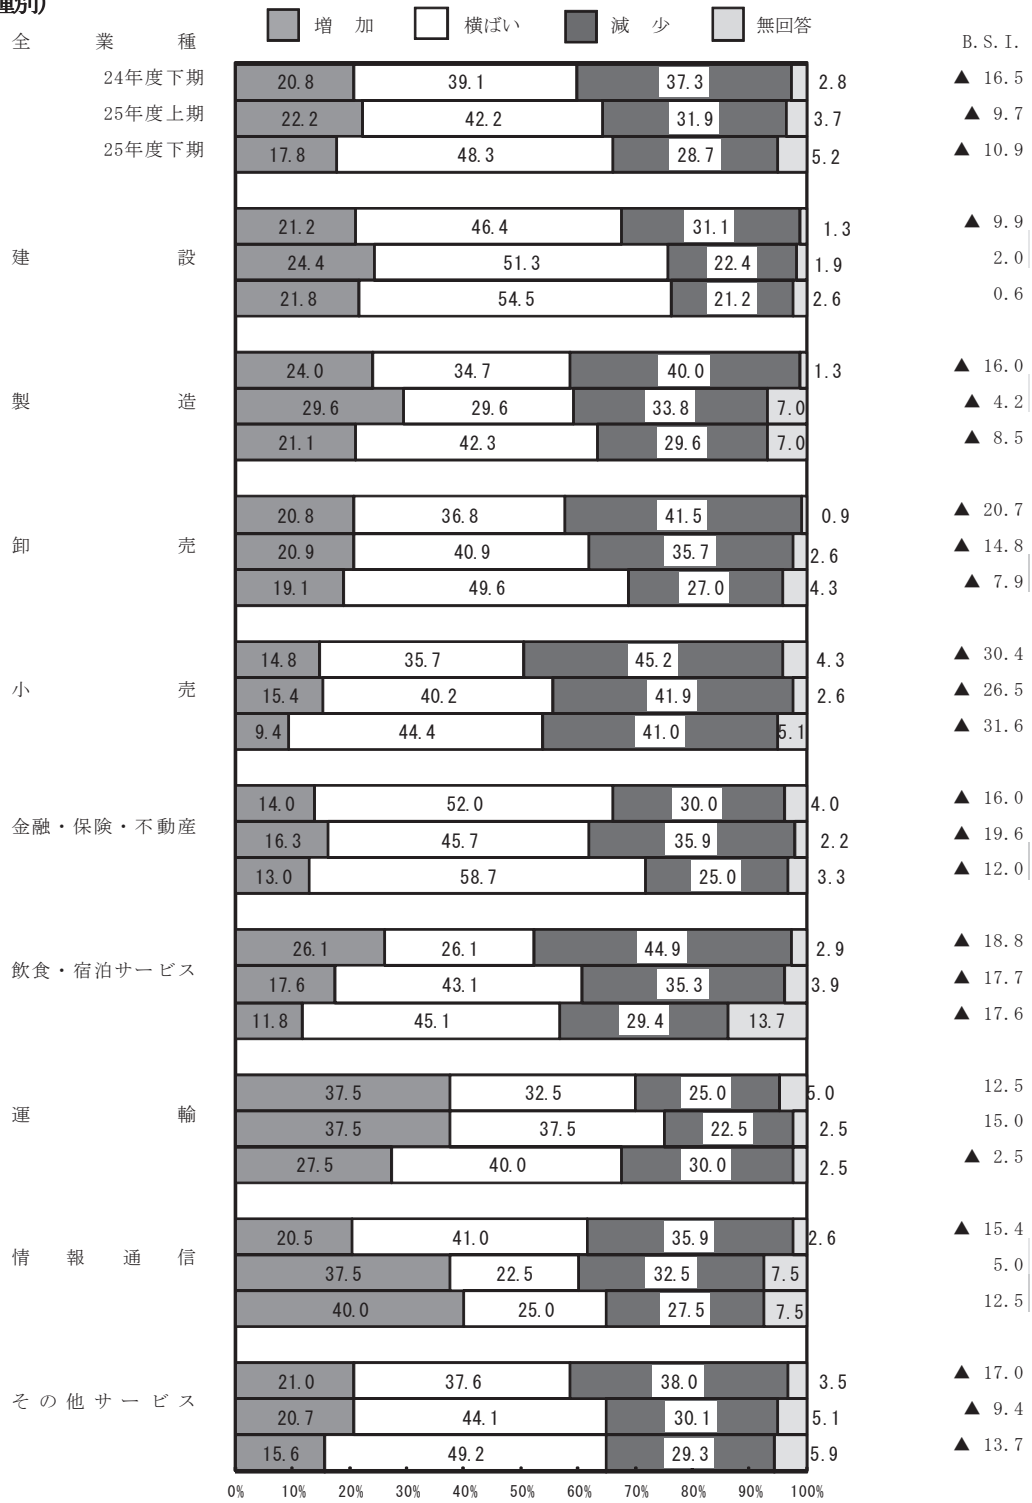 種別)
増 加 横ばい 減 少 無回答
全 業 種 B.S.I.
24年度下期 20.8 39.1 37.3 2.8 ▲ 16.5
25年度上期 22.2 42.2 31.9 3.7 ▲ 9.7
25年度下期 17.8 48.3 28.7 5.2 ▲ 10.9
21.2 46.4 31.1 1.3 ▲ 9.9
建 設 24.4 51.3 22.4 1.9 2.0
21.8 54.5 21.2 2.6 0.6
24.0 34.7 40.0 1.3 ▲ 16.0
製 造 29.6 29.6 33.8 7.0 ▲ 4.2
21.1 42.3 29.6 7.0 ▲ 8.5
20.8 36.8 41.5 0.9 ▲ 20.7
卸 売 20.9 40.9 35.7 2.6 ▲ 14.8
19.1 49.6 27.0 4.3 ▲ 7.9
14.8 35.7 45.2 4.3 ▲ 30.4
小 売 15.4 40.2 41.9 2.6 ▲ 26.5
9.4 44.4 41.0 5.1 ▲ 31.6
14.0 52.0 30.0 4.0 ▲ 16.0
金融・保険・不動産 16.3 45.7 35.9 2.2 ▲ 19.6
13.0 58.7 25.0 3.3 ▲ 12.0
26.1 26.1 44.9 2.9 ▲ 18.8
飲食・宿泊サービス 17.6 43.1 35.3 3.9 ▲ 17.7
11.8 45.1 29.4 13.7 ▲ 17.6
37.5 32.5 25.0 5.0 12.5
運 輸 37.5 37.5 22.5 2.5 15.0
27.5 40.0 30.0 2.5 ▲ 2.5
20.5 41.0 35.9 2.6 ▲ 15.4
情 報 通 信 37.5 22.5 32.5 7.5 5.0
40.0 25.0 27.5 7.5 12.5
21.0 37.6 38.0 3.5 ▲ 17.0
その他サービス 20.7 44.1 30.1 5.1 ▲ 9.4
15.6 49.2 29.3 5.9 ▲ 13.7
0% 10% 20% 30% 40% 50% 60% 70% 80% 90% 100%